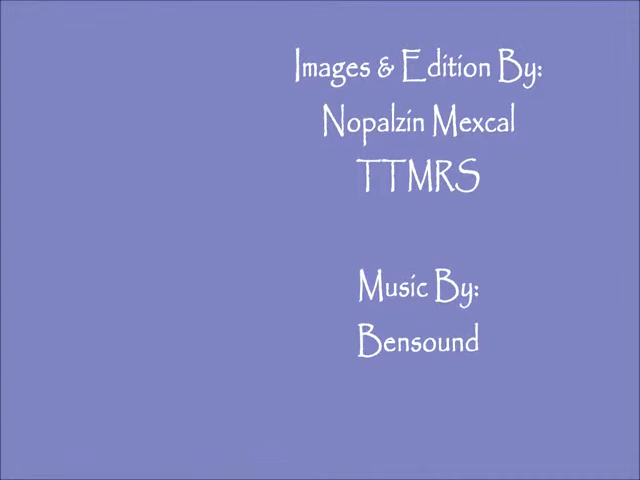 Images & Edition By:
Nopalzin Mexcal
TTMRS
Music By:
Bensound